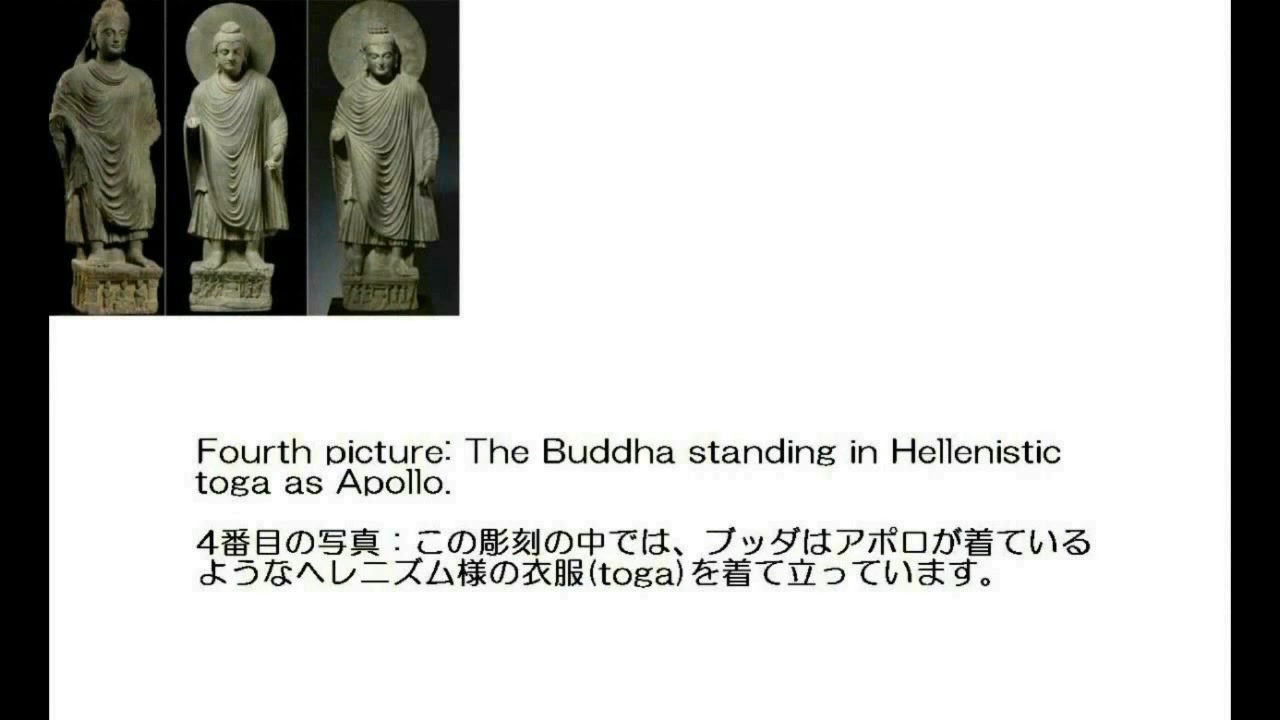 Fourth picture: The Buddha standing in Hellenistic
toga as Apollo.
4番目の写真：この彫刻の中では、ブッダはアポロが着ている
ようなヘレニズム様の衣服(toga)を着て立っています。